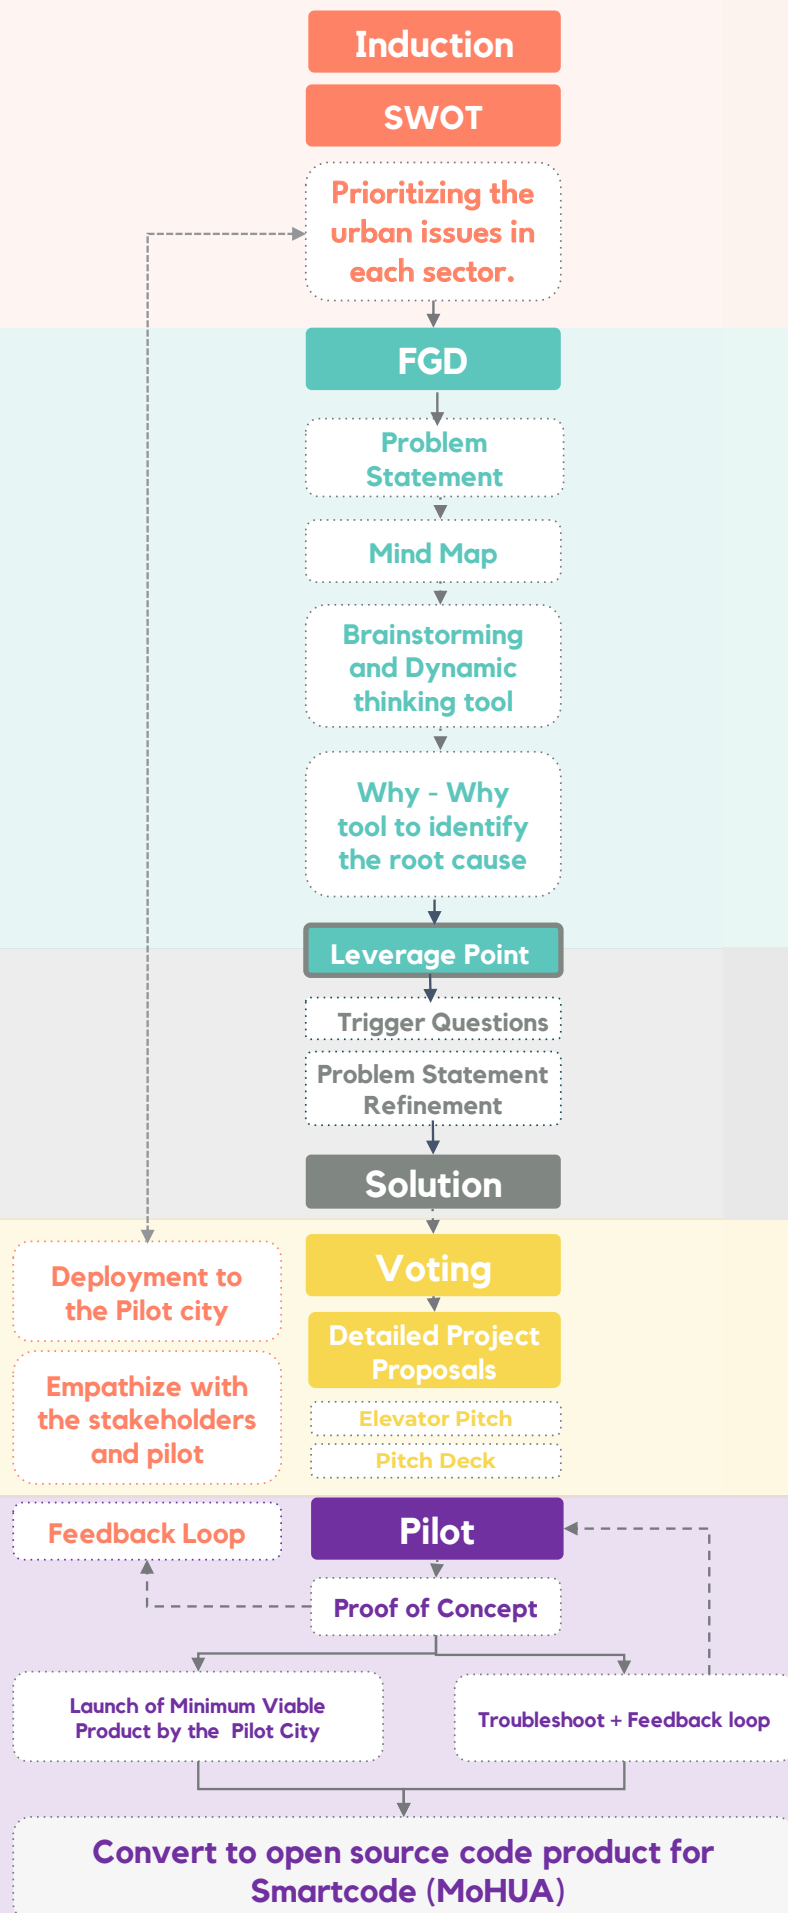 Induction
SWOT
Prioritizing the
urban issues in
each sector.
FGD
Problem
Statement
Mind Map
Brainstorming
and Dynamic
thinking tool
Why - Why
tool to identify
the root cause
Leverage Point
Trigger Questions
Problem Statement
Refinement
Solution
Voting
Deployment to
the Pilot city
Detailed Project
Proposals
Empathize with
the stakeholders
and pilot
Elevator Pitch
Pitch Deck
Feedback Loop
Pilot
Proof of Concept
Launch of Minimum Viable
Product by the Pilot City
Troubleshoot + Feedback loop
Convert to open source code product for
Smartcode (MoHUA)